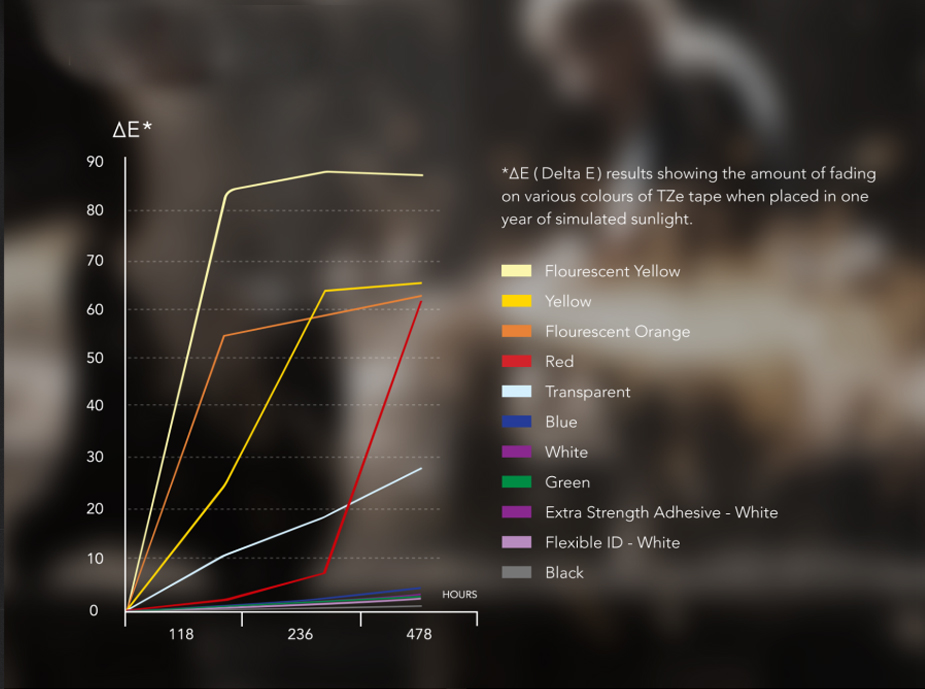 ΔE*
90
80
70
60
50
40
30
20
10
0
HOURS
118
236
478
*ΔE ( Delta E ) results showing the amount of fading
on various colours of TZe tape when placed in one
year of simulated sunlight.
Flourescent Yellow
Yellow
Flourescent Orange
Red
Transparent
Blue
White
Green
Extra Strength Adhesive - White
Flexible ID - White
Black